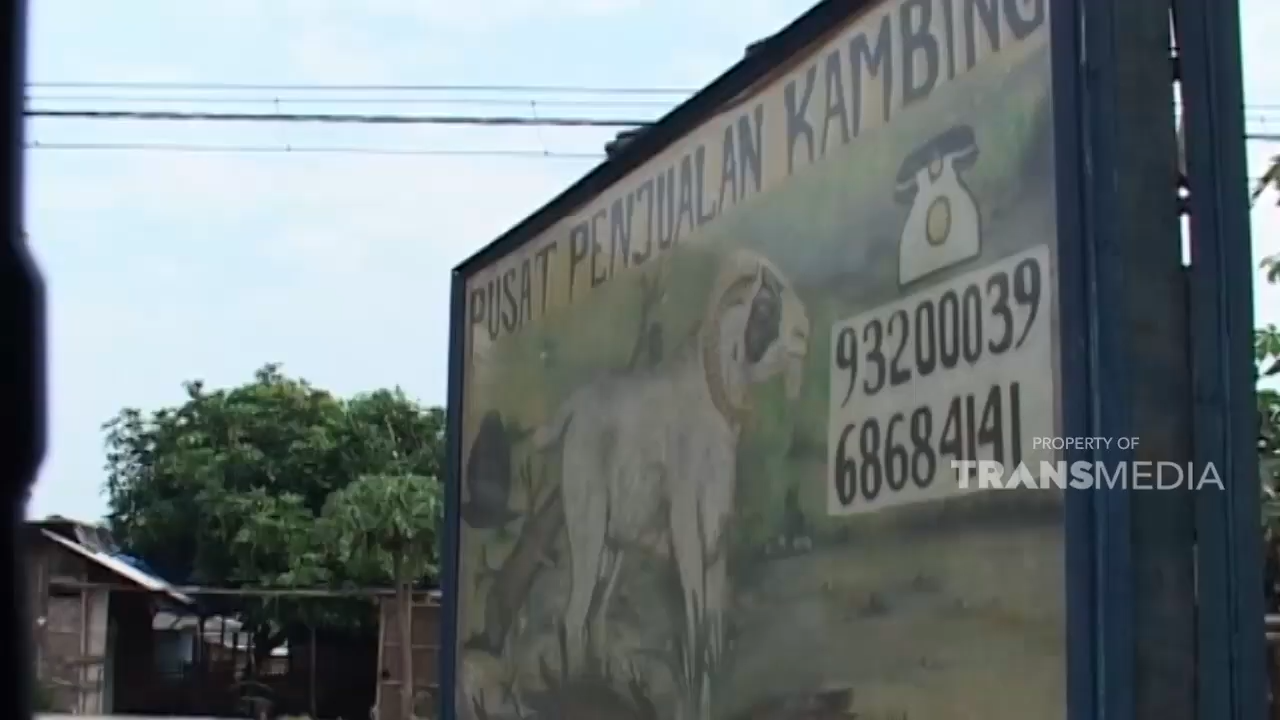 PUSAT PENJUALAN KAMBING
93200039
68684141
PROPERTY OF
TRANSMEDIA